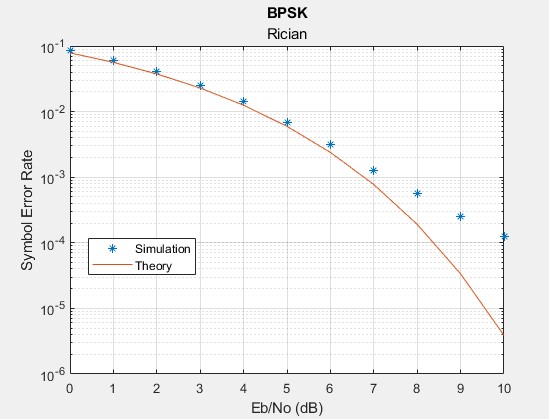 BPSK
Rician
10^-1
10^-2
10^-3
10^-4
10^-5
10^-6
Symbol Error Rate
Simulation
Theory
0 1 2 3 4 5 6 7 8 9 10
Eb/No (dB)